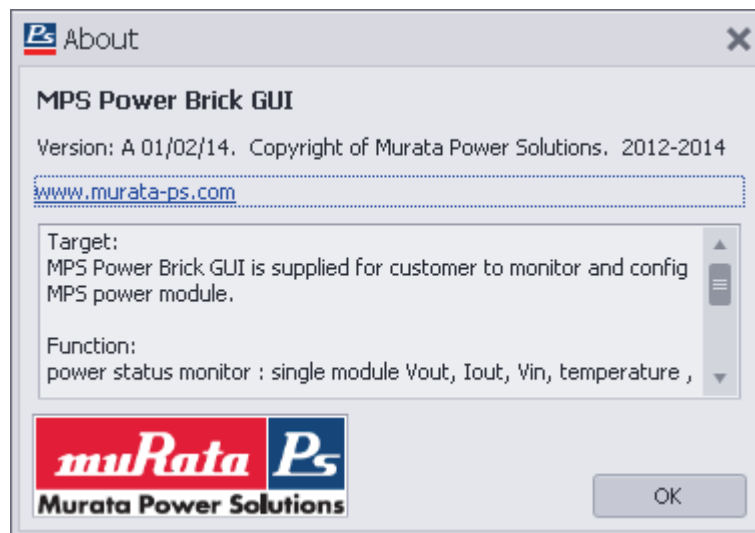 Ps About
MPS Power Brick GUI
Version: A 01/02/14. Copyright of Murata Power Solutions. 2012-2014
www.murata-ps.com
Target:
MPS Power Brick GUI is supplied for customer to monitor and config
MPS power module.
Function:
power status monitor : single module Vout, Iout, Vin, temperature ,
muRata Ps
Murata Power Solutions
OK